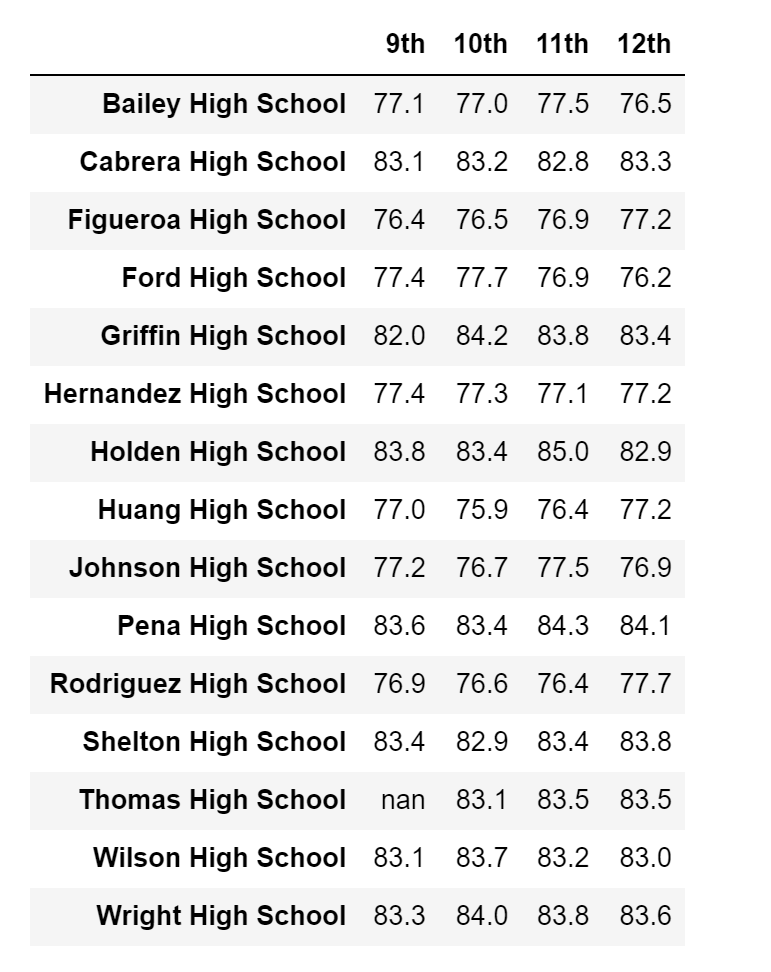 9th 10th 11th 12th
Bailey High School 77.1 77.0 77.5 76.5
Cabrera High School 83.1 83.2 82.8 83.3
Figueroa High School 76.4 76.5 76.9 77.2
Ford High School 77.4 77.7 76.9 76.2
Griffin High School 82.0 84.2 83.8 83.4
Hernandez High School 77.4 77.3 77.1 77.2
Holden High School 83.8 83.4 85.0 82.9
Huang High School 77.0 75.9 76.4 77.2
Johnson High School 77.2 76.7 77.5 76.9
Pena High School 83.6 83.4 84.3 84.1
Rodriguez High School 76.9 76.6 76.4 77.7
Shelton High School 83.4 82.9 83.4 83.8
Thomas High School nan 83.1 83.5 83.5
Wilson High School 83.1 83.7 83.2 83.0
Wright High School 83.3 84.0 83.8 83.6